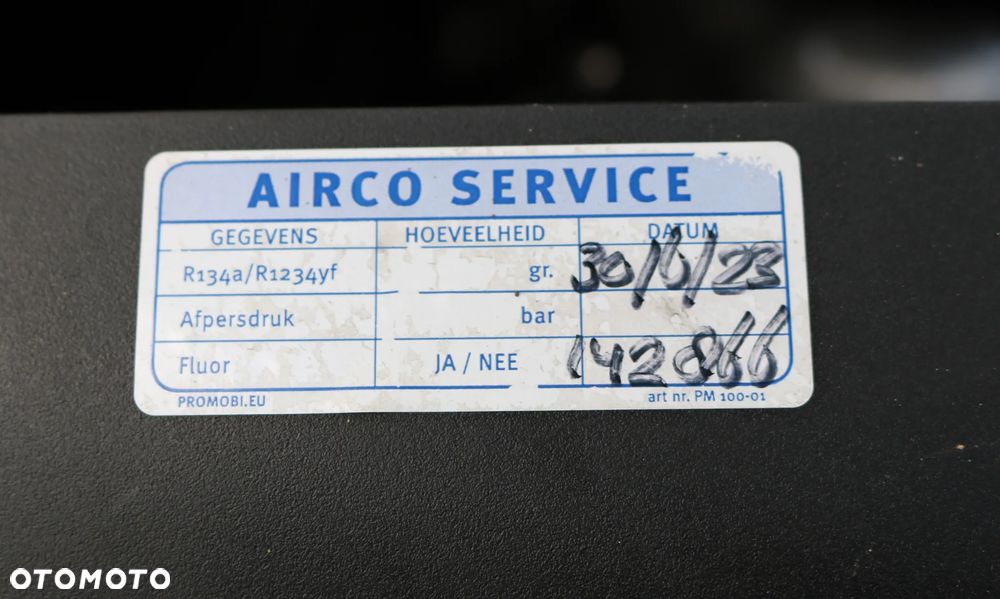 AIRCO SERVICE
GEGEVENS HOEVEELHEID DATUM
R134a/R1234yf gr. 30/6/23
Afpersdruk bar
Fluor JA / NEE 142866
PROMOBI.EU art nr. PM 100-01
OTOMOTO